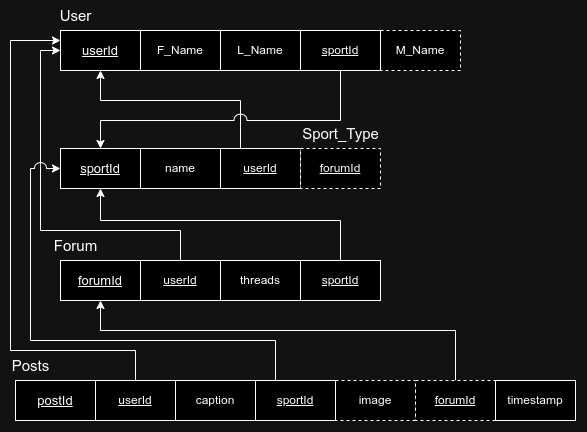 User
userId F_Name L_Name sportId M_Name
Sport_Type
sportId name userId forumId
Forum
forumId userId threads sportId
Posts
postId userId caption sportId image forumId timestamp